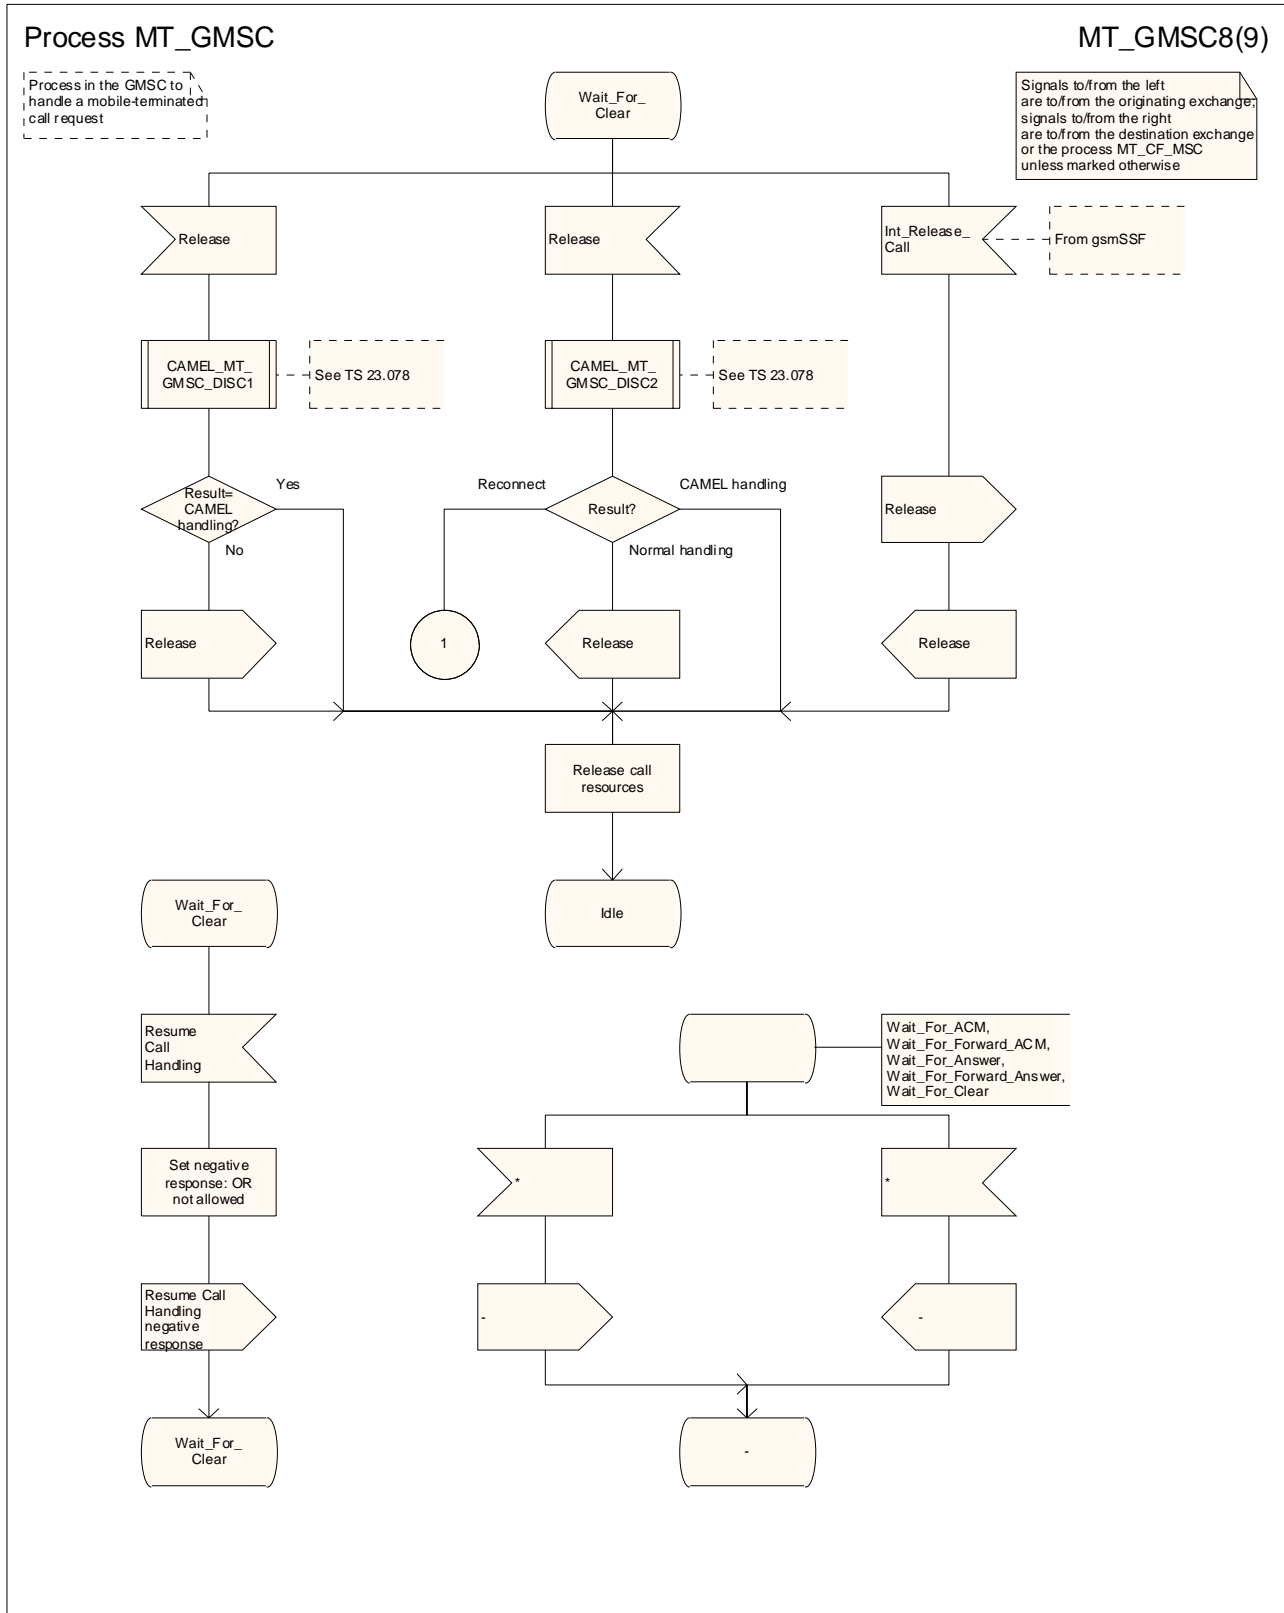 Process MT_GMSC
MT_GMSC8(9)
Process in the GMSC to
handle a mobile-terminated
call request
Wait_For_
Clear
Signals to/from the left
are to/from the originating exchange;
signals to/from the right
are to/from the destination exchange
or the process MT_CF_MSC
unless marked otherwise
Release
Release
Int_Release_
Call
From gsmSSF
CAMEL_MT_
GMSC_DISC1
See TS 23.078
CAMEL_MT_
GMSC_DISC2
See TS 23.078
Result=
CAMEL
handling?
Yes
No
Reconnect
Result?
CAMEL handling
Normal handling
Release
Release
1
Release
Release
Release call
resources
Idle
Wait_For_
Clear
Resume
Call
Handling
Set negative
response: OR
not allowed
Resume Call
Handling
negative
response
Wait_For_
Clear
Wait_For_ACM,
Wait_For_Forward_ACM,
Wait_For_Answer,
Wait_For_Forward_Answer,
Wait_For_Clear
*
*
-
-
-